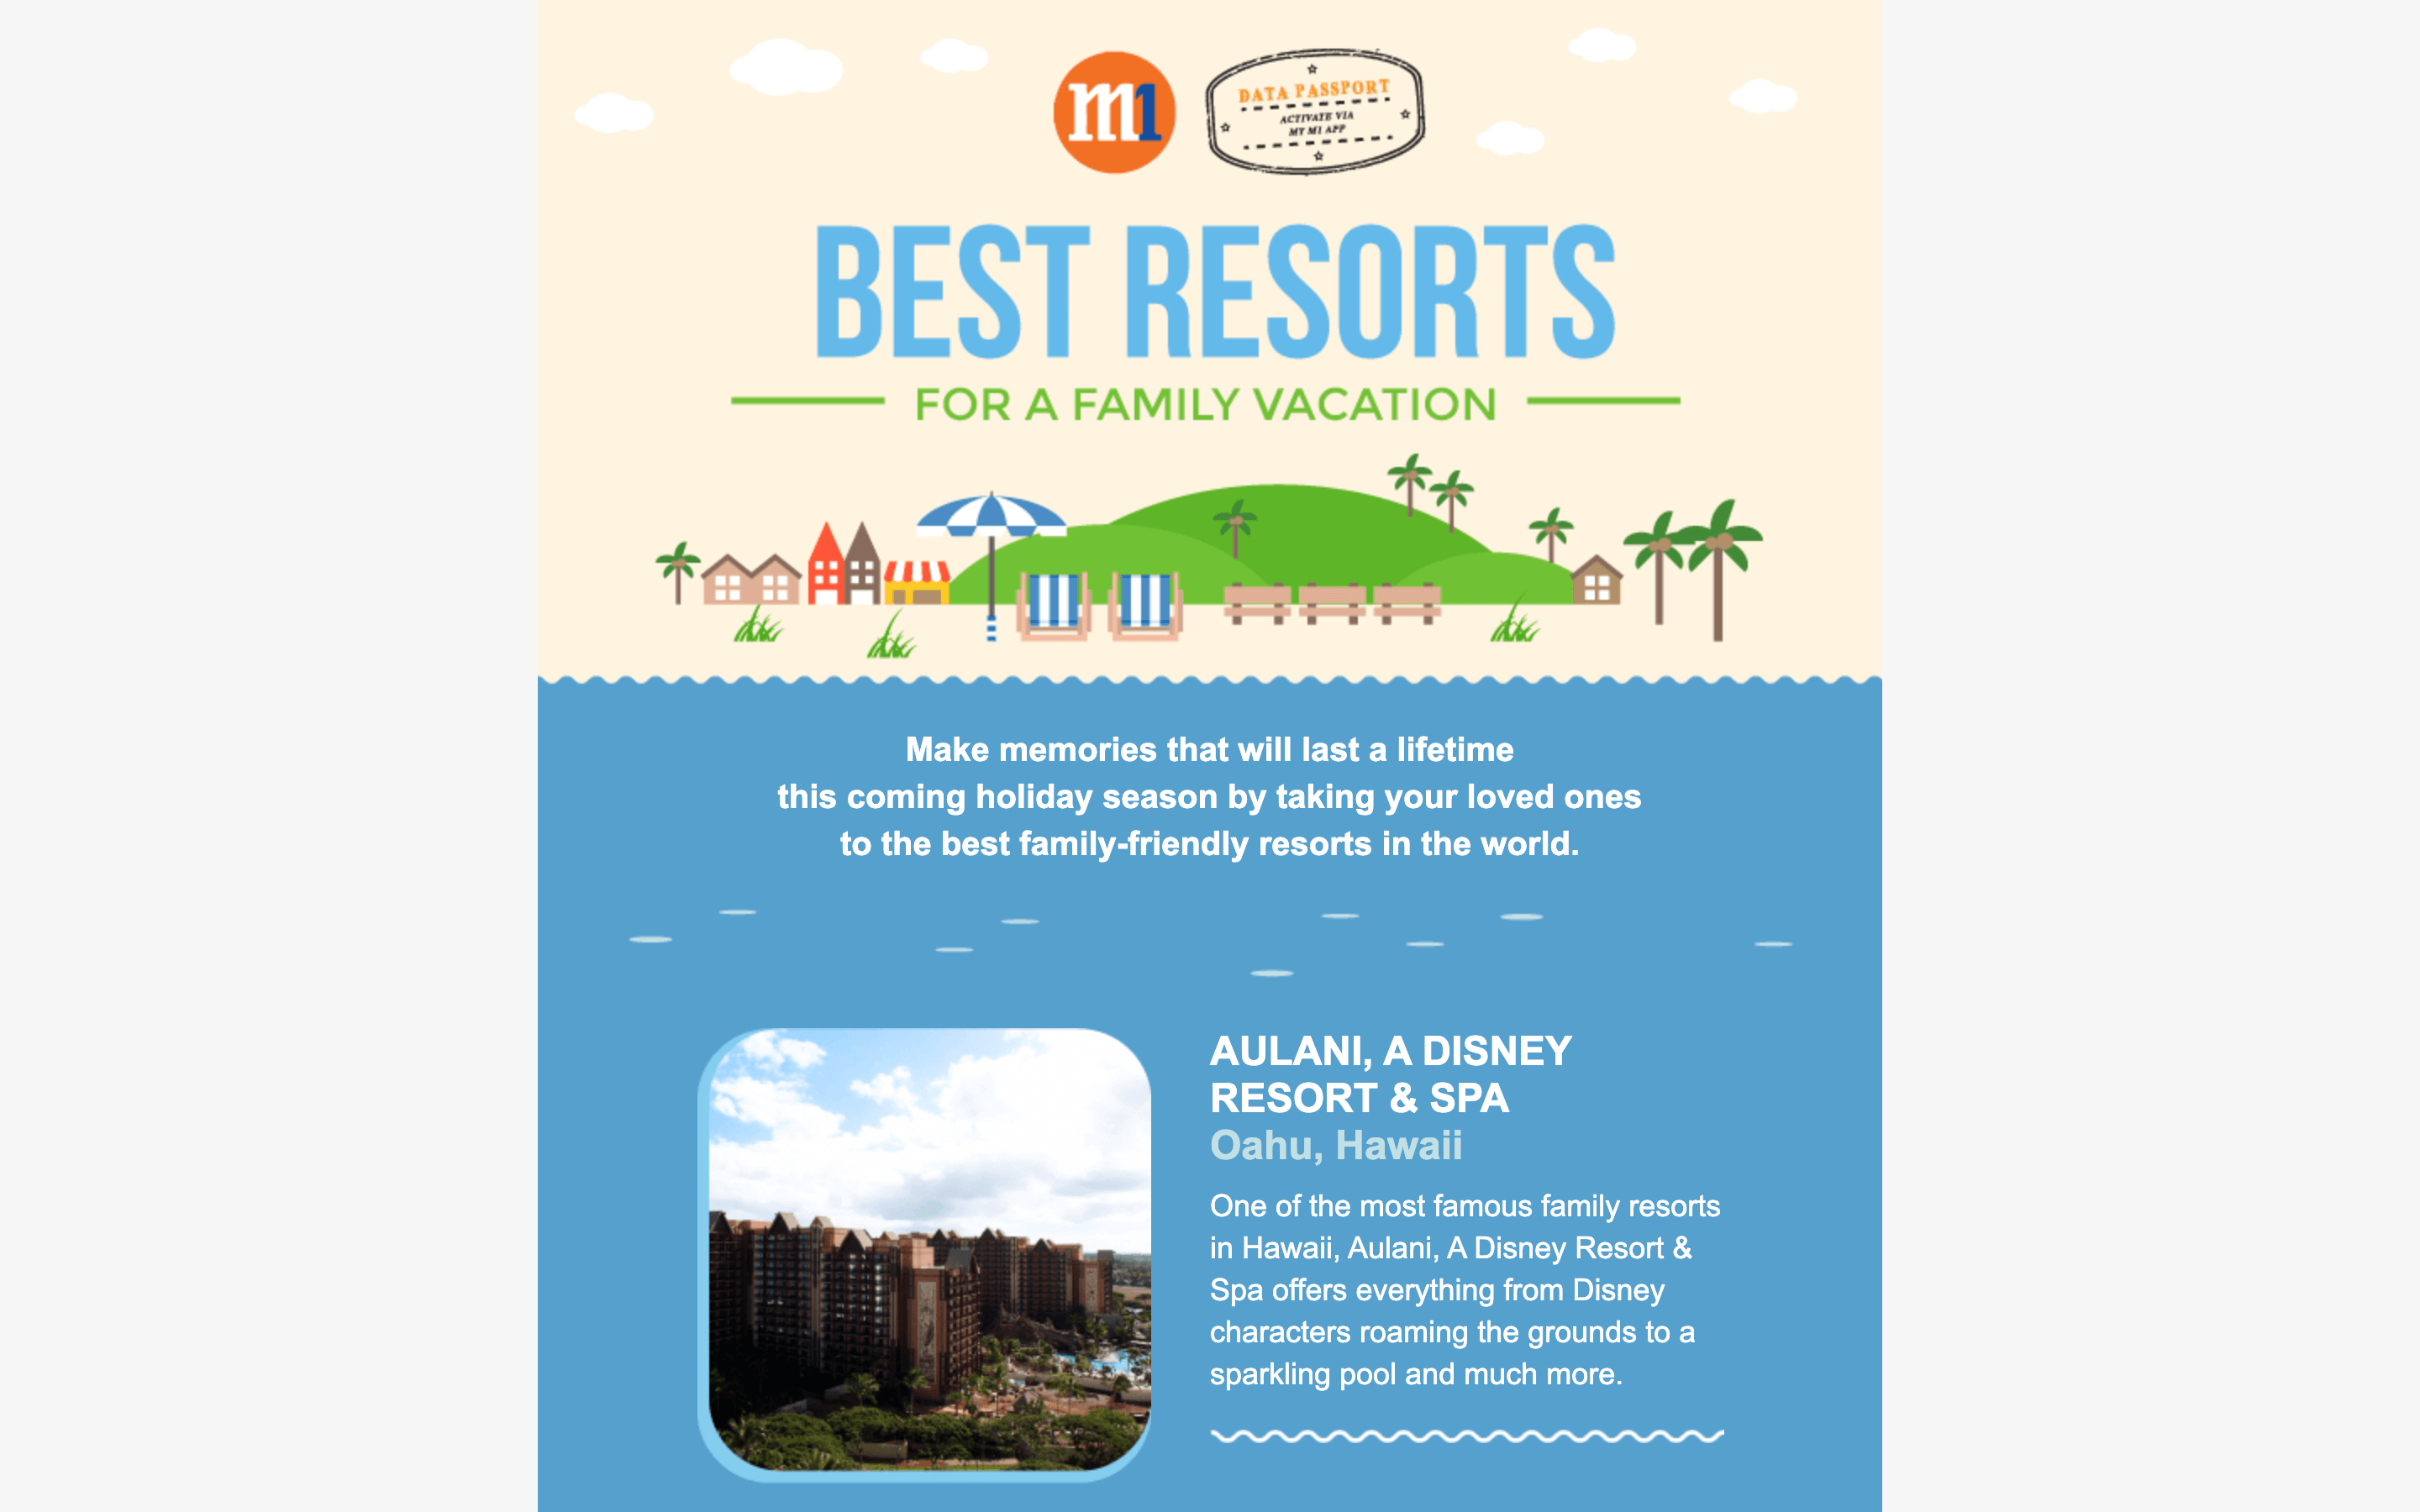 m1
DATA PASSPORT
ACTIVATE VIA
MY M1 APP
BEST RESORTS
FOR A FAMILY VACATION
Make memories that will last a lifetime
this coming holiday season by taking your loved ones
to the best family-friendly resorts in the world.
AULANI, A DISNEY
RESORT & SPA
Oahu, Hawaii
One of the most famous family resorts
in Hawaii, Aulani, A Disney Resort &
Spa offers everything from Disney
characters roaming the grounds to a
sparkling pool and much more.